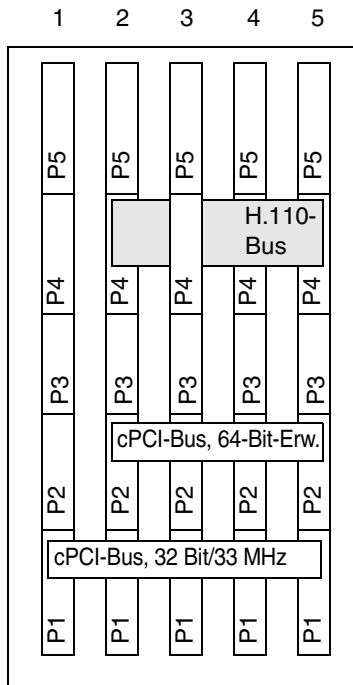 1 2 3 4 5
P5 P5 P5 P5 P5
H.110-
Bus
P4 P4 P4 P4 P4
P3 P3 P3 P3 P3
cPCI-Bus, 64-Bit-Erw.
P2 P2 P2 P2 P2
cPCI-Bus, 32 Bit/33 MHz
P1 P1 P1 P1 P1